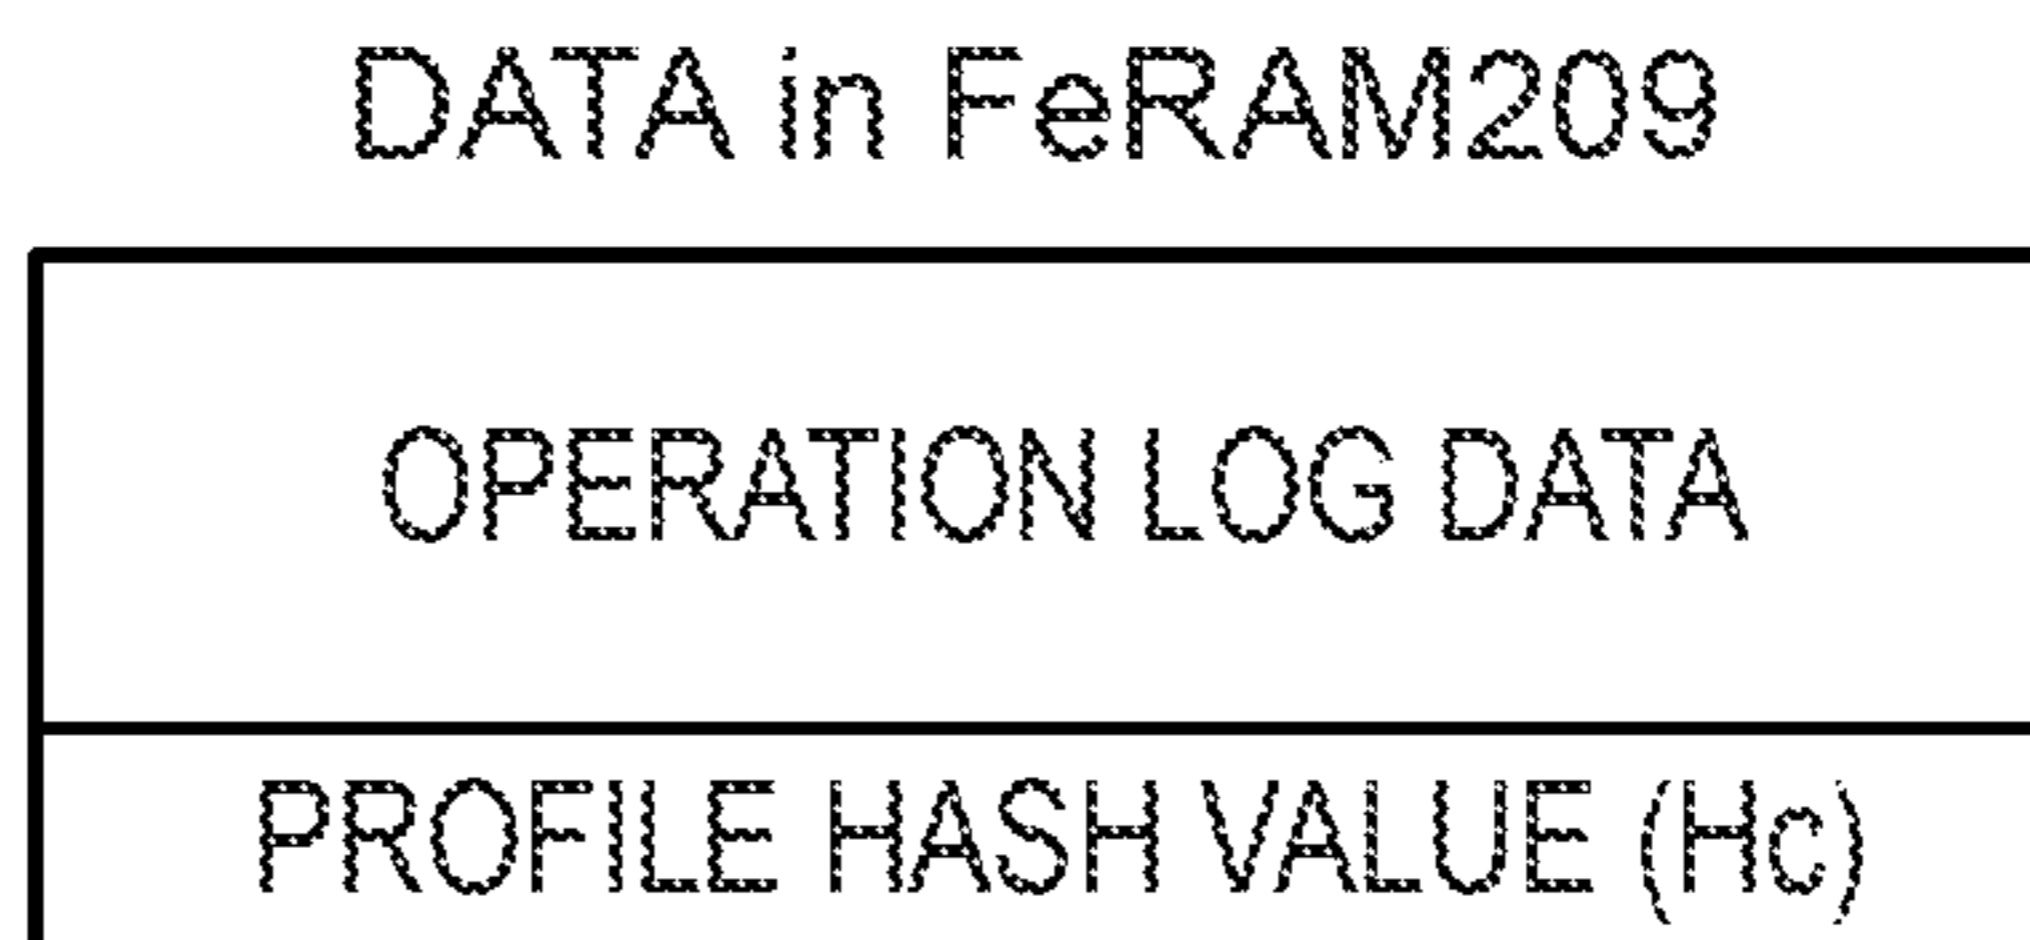 DATA in FeRAM209
OPERATION LOG DATA
PROFILE HASH VALUE (Hc)